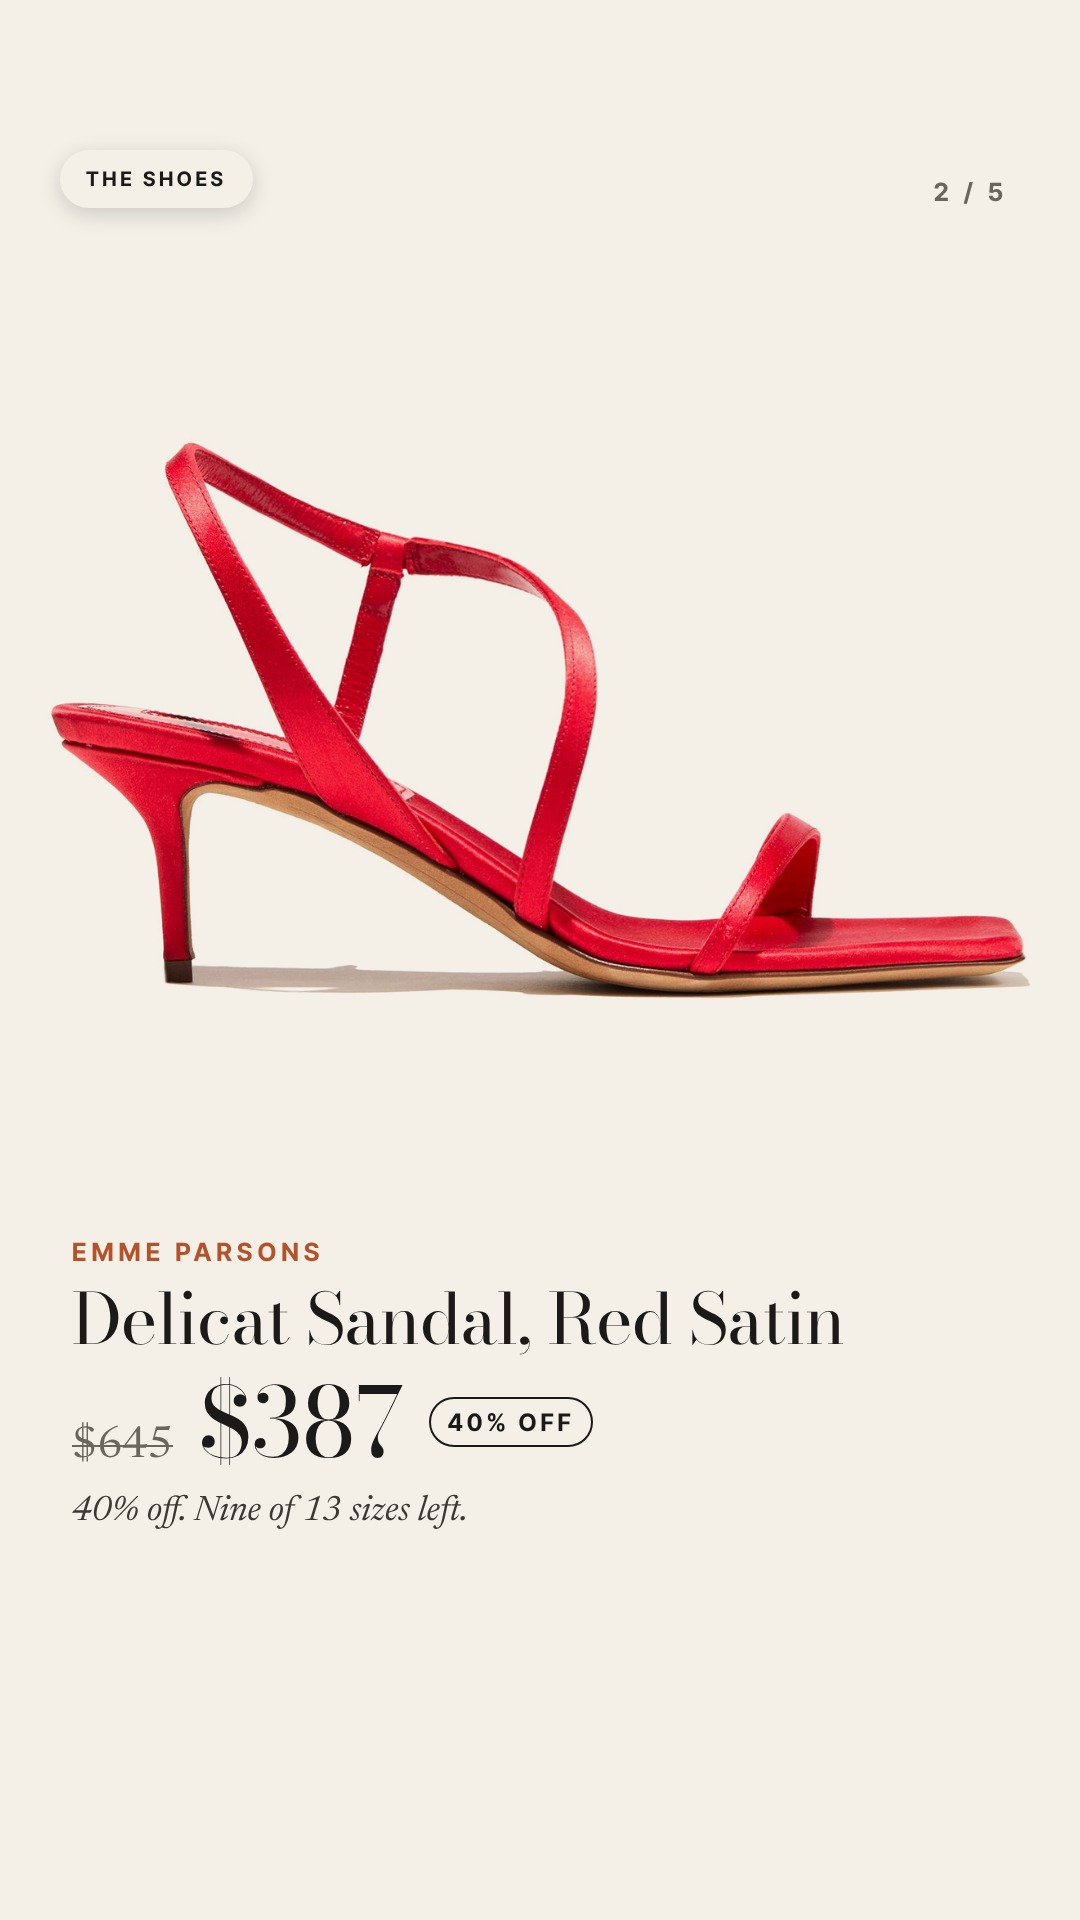 THE SHOES
2 / 5
EMME PARSONS
Delicat Sandal, Red Satin
$645 $387 40% OFF
40% off. Nine of 13 sizes left.